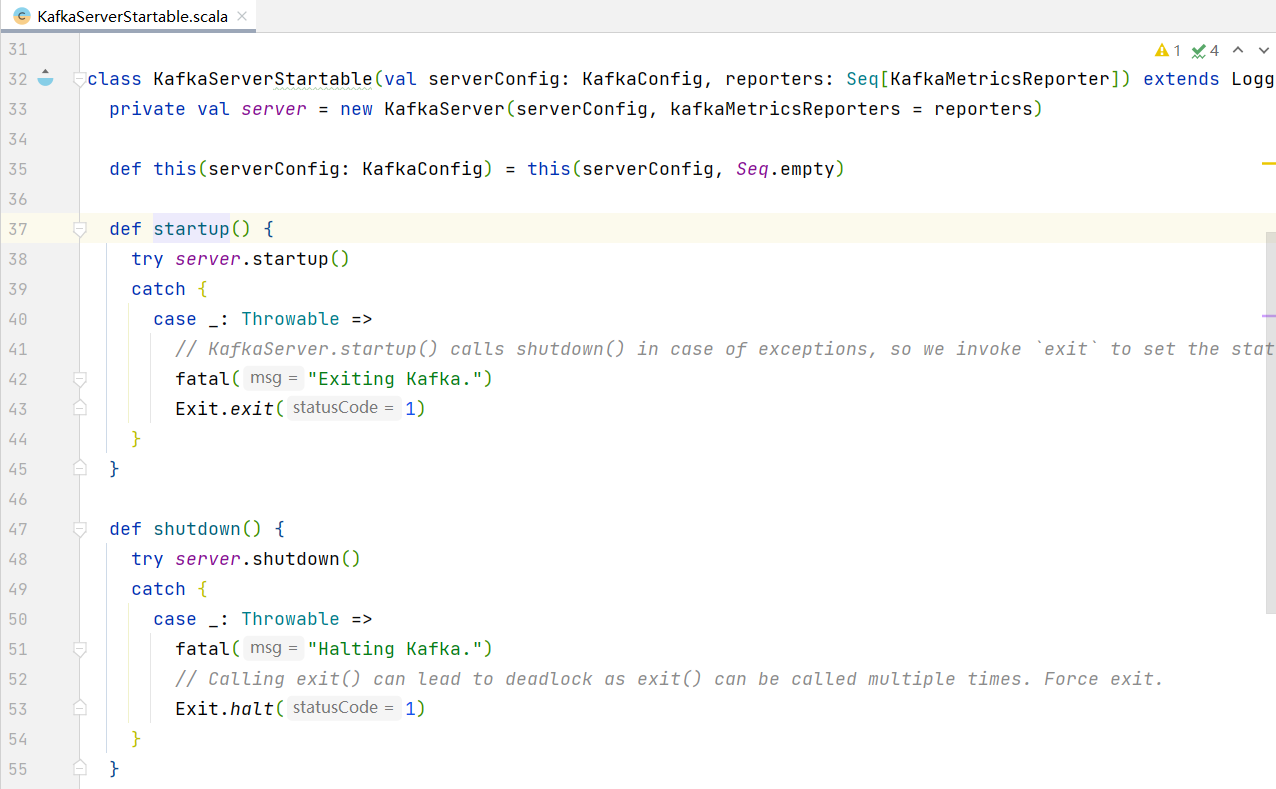 KafkaServerStartable.scala
1 4
31
32 class KafkaServerStartable(val serverConfig: KafkaConfig, reporters: Seq[KafkaMetricsReporter]) extends Logg
33 private val server = new KafkaServer(serverConfig, kafkaMetricsReporters = reporters)
34
35 def this(serverConfig: KafkaConfig) = this(serverConfig, Seq.empty)
36
37 def startup() {
38 try server.startup()
39 catch {
40 case _: Throwable =>
41 // KafkaServer.startup() calls shutdown() in case of exceptions, so we invoke `exit` to set the stat
42 fatal( msg = "Exiting Kafka.")
43 Exit.exit( statusCode = 1)
44 }
45 }
46
47 def shutdown() {
48 try server.shutdown()
49 catch {
50 case _: Throwable =>
51 fatal( msg = "Halting Kafka.")
52 // Calling exit() can lead to deadlock as exit() can be called multiple times. Force exit.
53 Exit.halt( statusCode = 1)
54 }
55 }